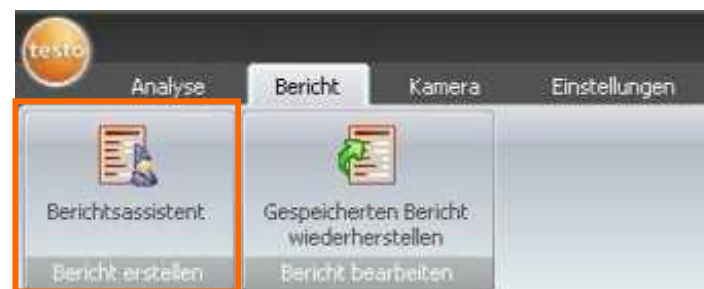 testo
Analyse Bericht Kamera Einstellungen
Berichtsassistent
Gespeicherten Bericht
wiederherstellen
Bericht erstellen
Bericht bearbeiten